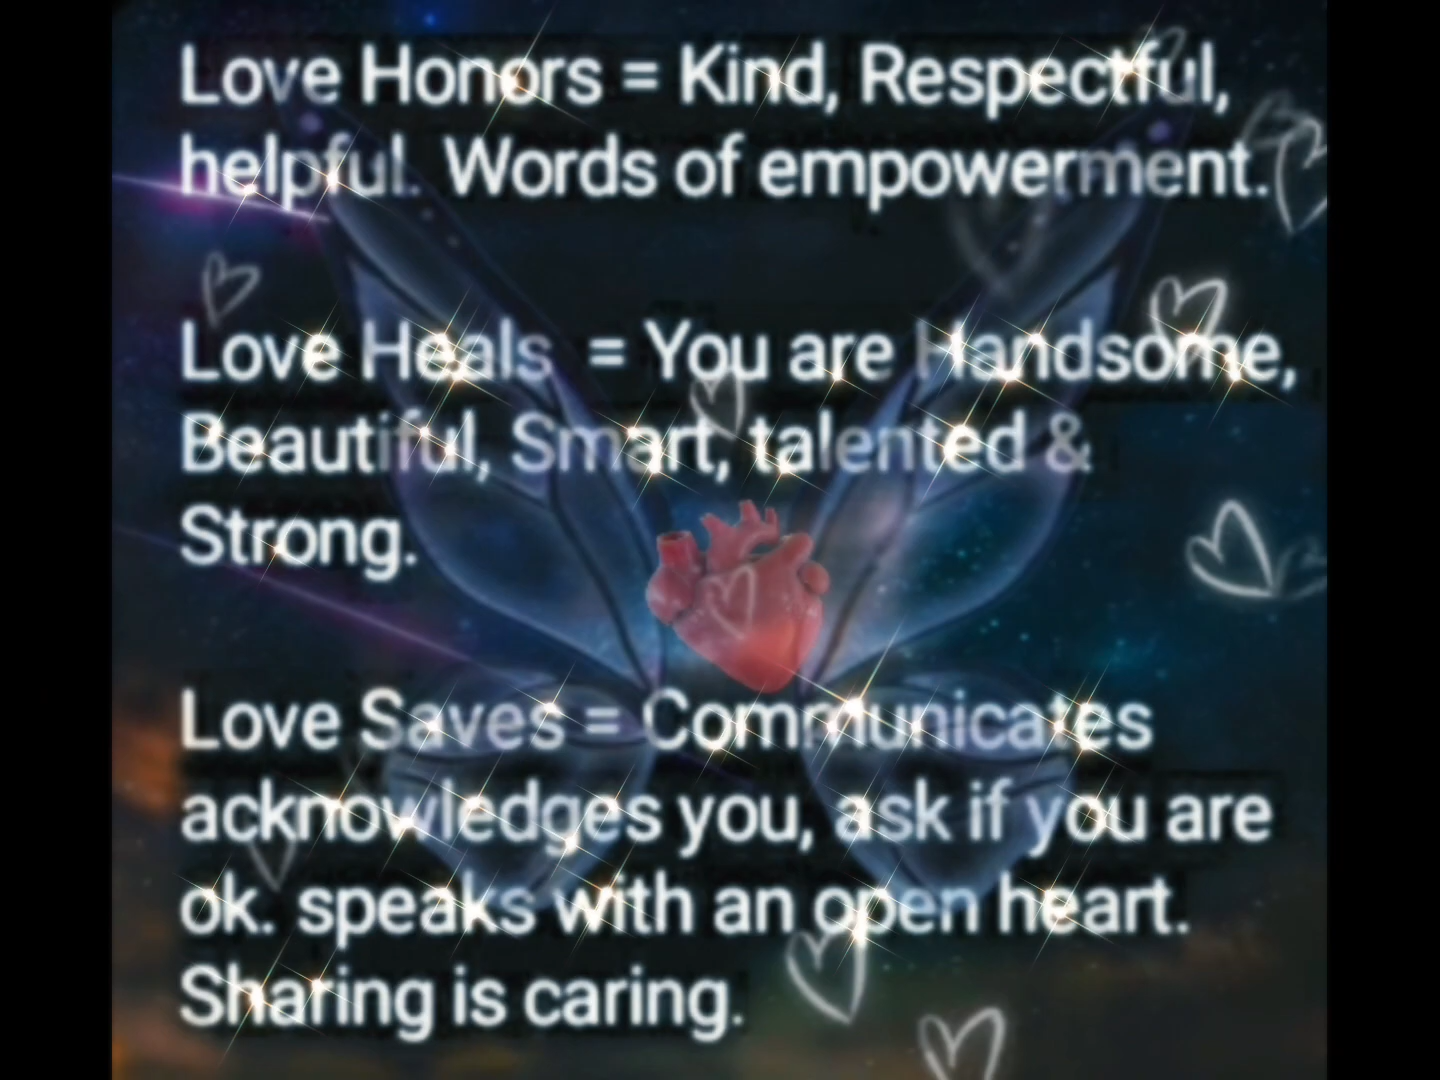 Love Honors = Kind, Respectful,
helpful. Words of empowerment.
Love Heals = You are Handsome,
Beautiful, Smart, talented &
Strong.
Love Saves = Communicates
acknowledges you, ask if you are
ok. speaks with an open heart.
Sharing is caring.